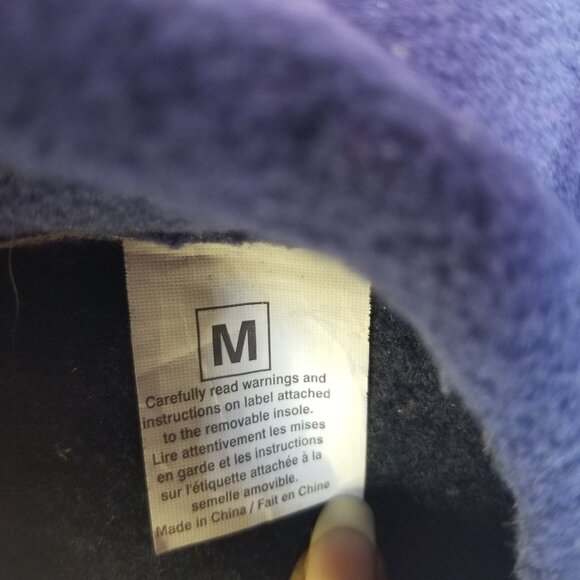 M
Carefully read warnings and
instructions on label attached
to the removable insole.
Lire attentivement les mises
en garde et les instructions
sur l'étiquette attachée à la
semelle amovible.
Made in China / Fait en Chine